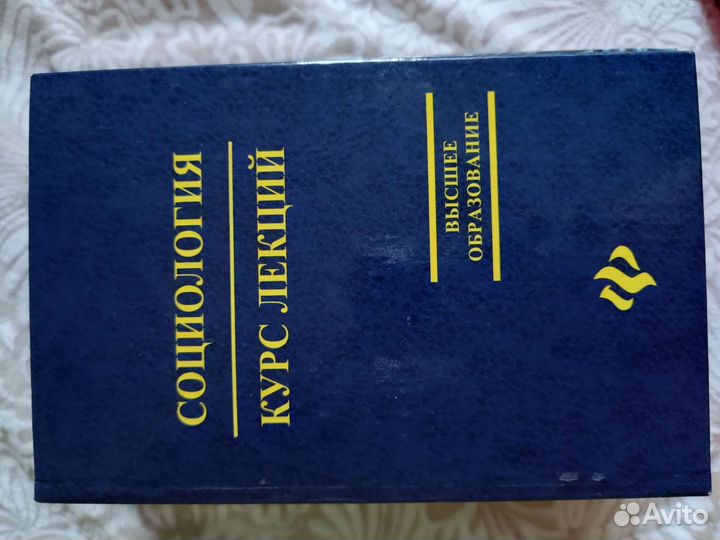 СОЦИОЛОГИЯ
КУРС ЛЕКЦИЙ
ВЫСШЕЕ
ОБРАЗОВАНИЕ
Avito